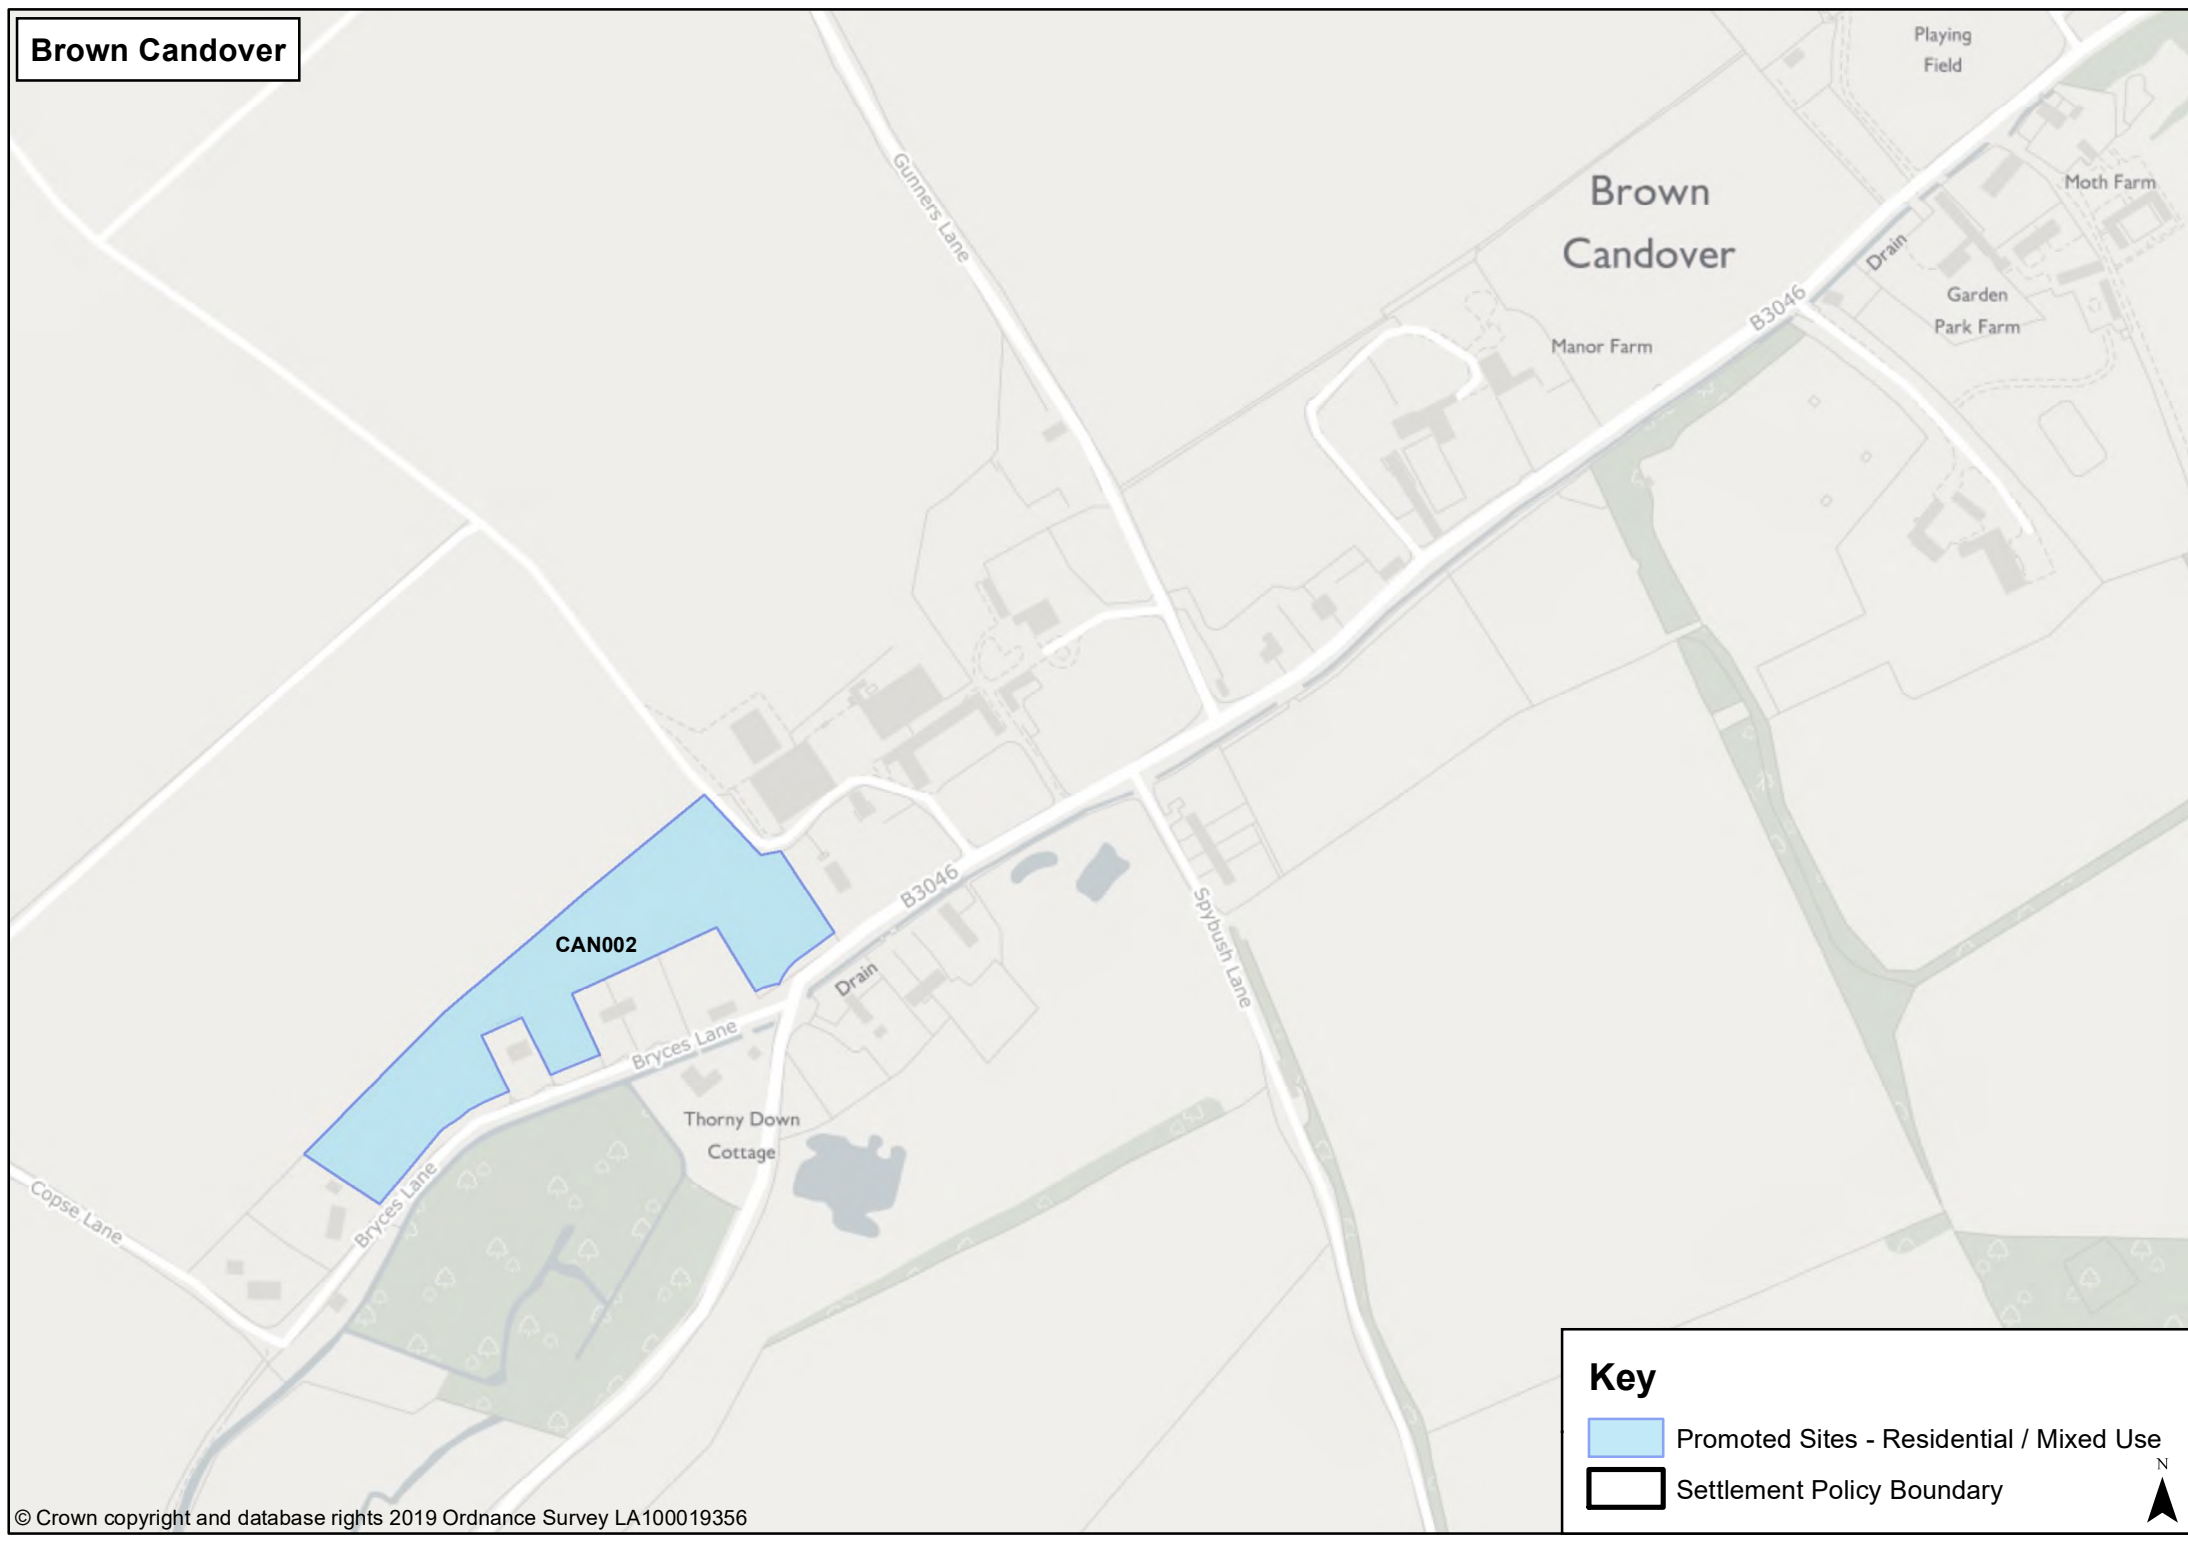 Brown Candover
Playing
Field
Gunners Lane
Brown
Candover
Moth Farm
Drain
B3046
Garden
Park Farm
Manor Farm
CAN002
B3046
Drain
Spybush Lane
Bryces Lane
Thorny Down
Cottage
Copse Lane
Bryces Lane
Key
Promoted Sites - Residential / Mixed Use
Settlement Policy Boundary
N
© Crown copyright and database rights 2019 Ordnance Survey LA100019356